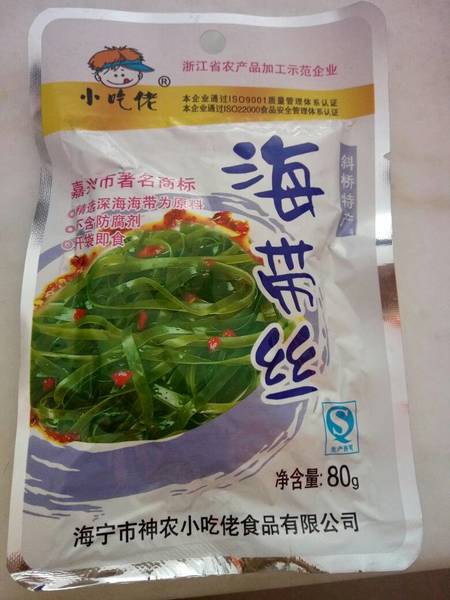 小吃佬®
浙江省农产品加工示范企业
本企业通过ISO9001质量管理体系认证
本企业通过ISO22000食品安全管理体系认证
嘉兴市著名商标
精选深海海带为原料
不含防腐剂
开袋即食
海带丝
斜桥特产
生产许可
净含量:80g
海宁市神农小吃佬食品有限公司